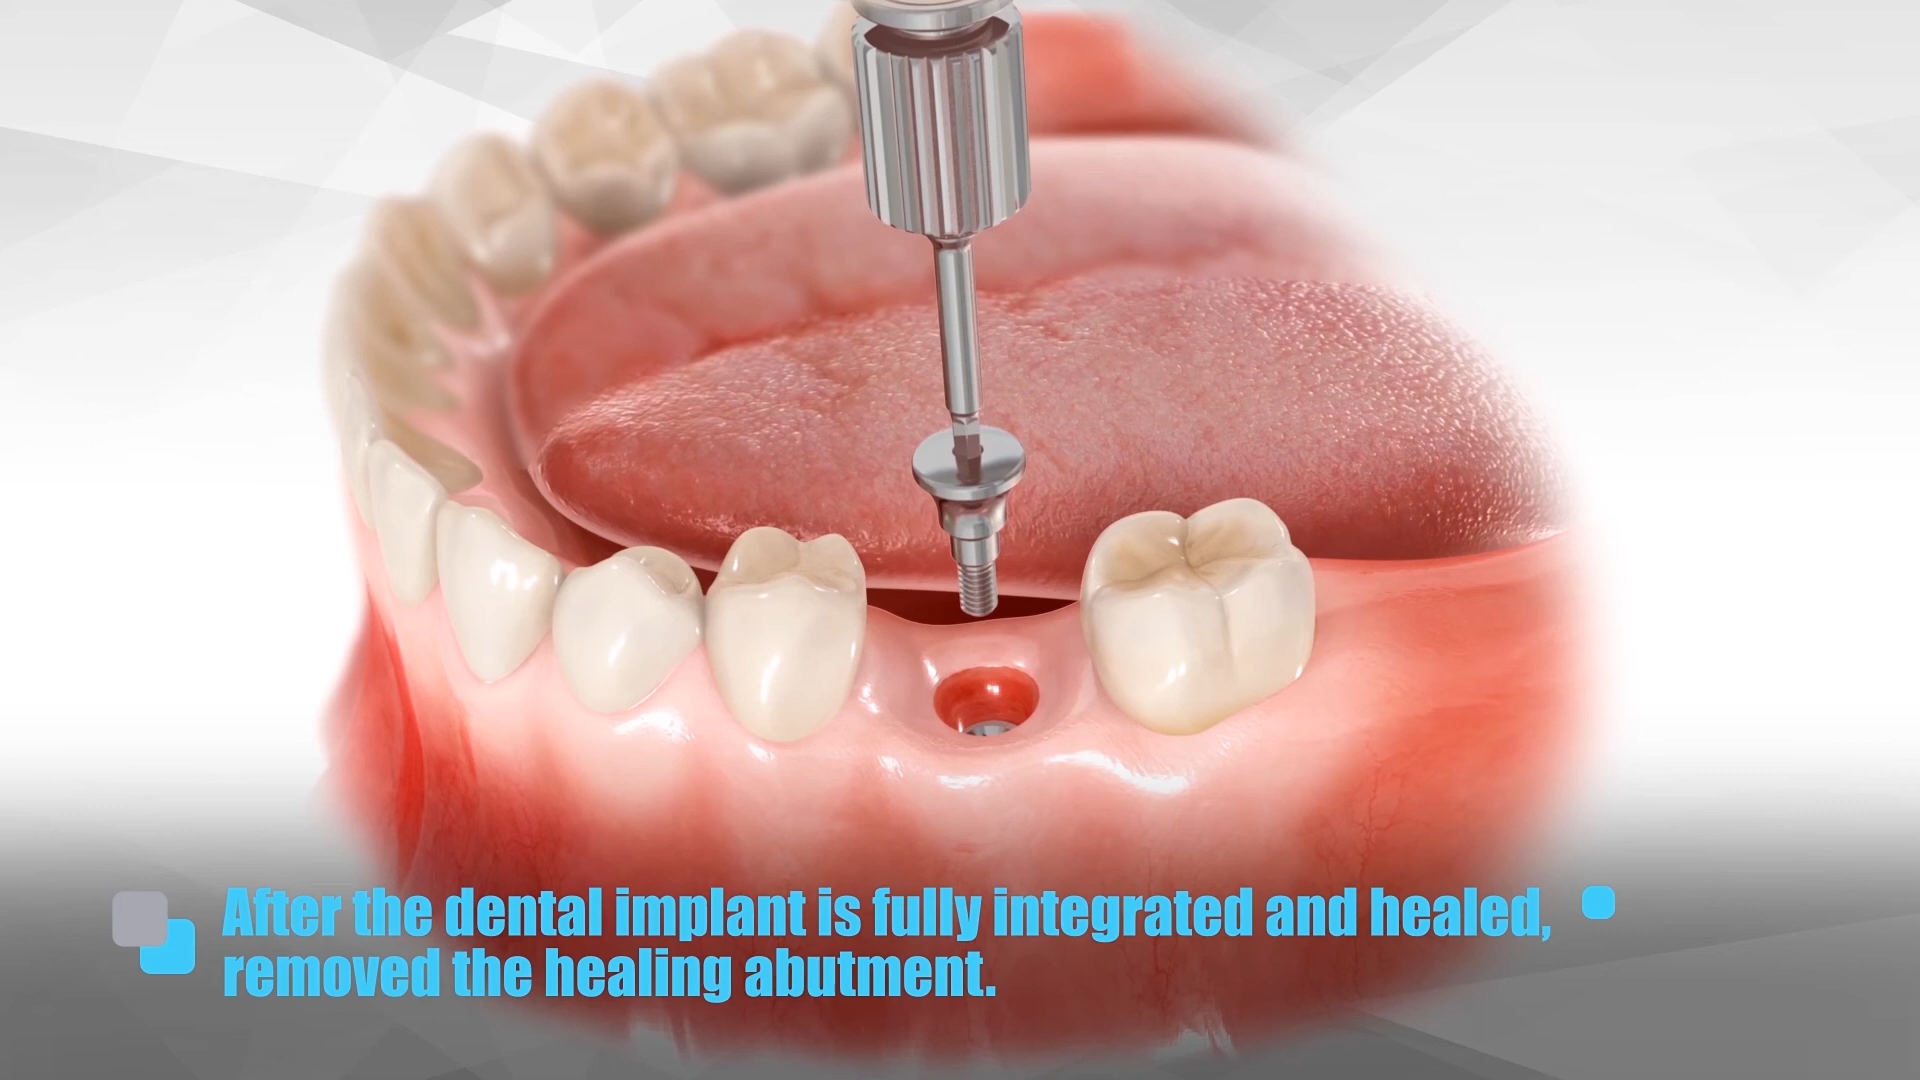 After the dental implant is fully integrated and healed,
removed the healing abutment.